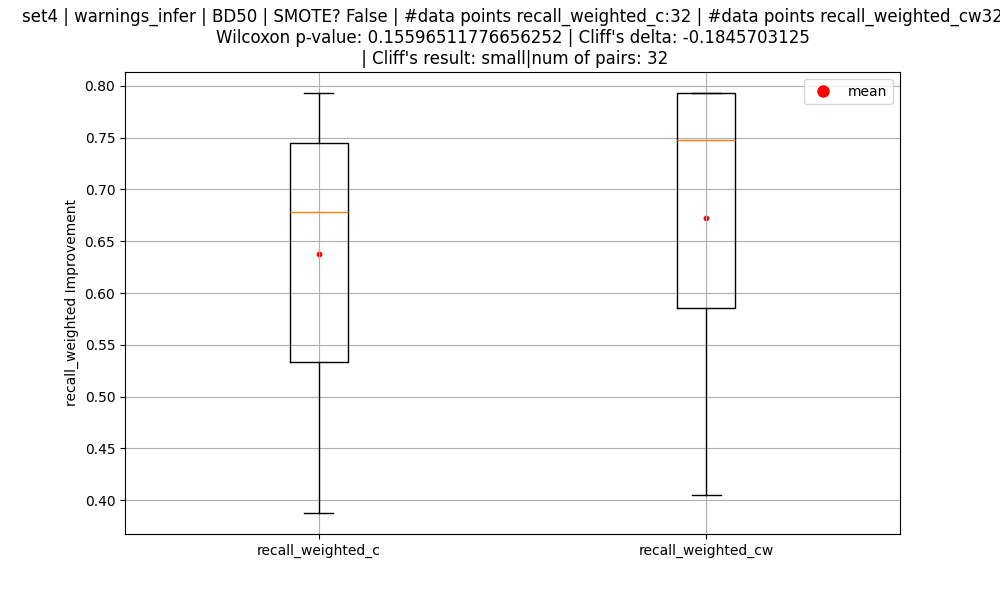 set4 | warnings_infer | BD50 | SMOTE? False | #data points recall_weighted_c:32 | #data points recall_weighted_cw32
Wilcoxon p-value: 0.15596511776656252 | Cliff's delta: -0.1845703125
| Cliff's result: small|num of pairs: 32
mean
0.80
0.75
0.70
0.65
0.60
0.55
0.50
0.45
0.40
recall_weighted Improvement
recall_weighted_c
recall_weighted_cw